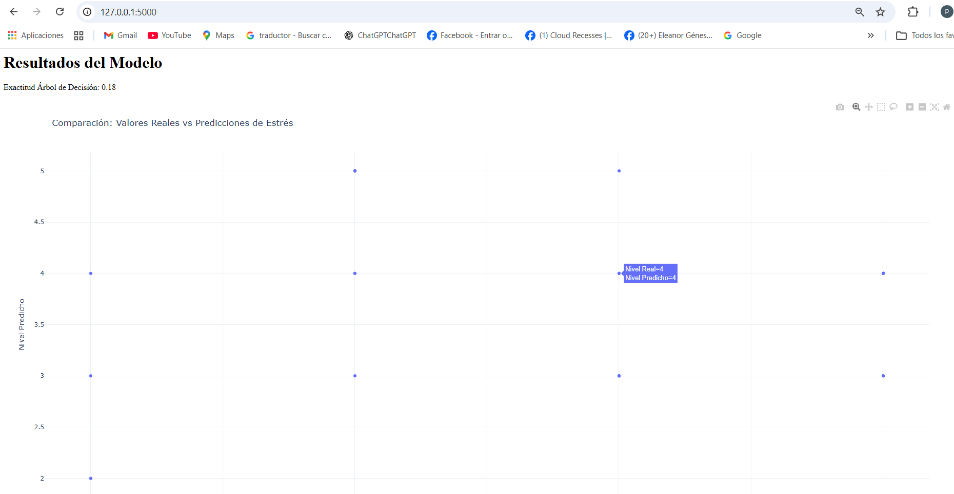 127.0.0.1:5000
P
Aplicaciones
Gmail
YouTube
Maps
traductor - Buscar c...
ChatGPTChatGPT
Facebook - Entrar o...
(1) Cloud Recesses |...
(20+) Eleanor Génes...
Google
»
Todos los fav
Resultados del Modelo
Exactitud Árbol de Decisión: 0.18
Comparación: Valores Reales vs Predicciones de Estrés
5
4.5
4
Nivel Real=4
Nivel Predicho=4
3.5
Nivel Predicho
3
2.5
2